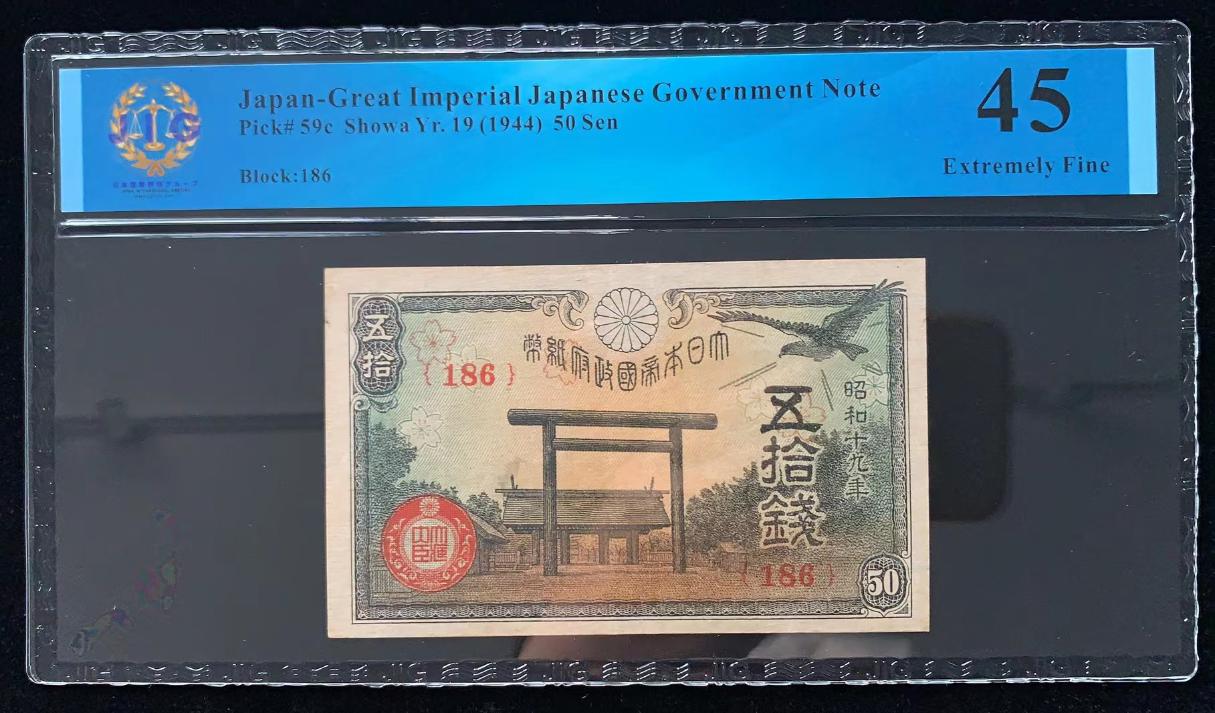 Japan-Great Imperial Japanese Government Note
Pick# 59c Showa Yr. 19 (1944) 50 Sen
Block:186
45
Extremely Fine
JIG
五拾
大日本帝國政府紙幣
{186}
五拾錢
昭和十九年
{186}
50